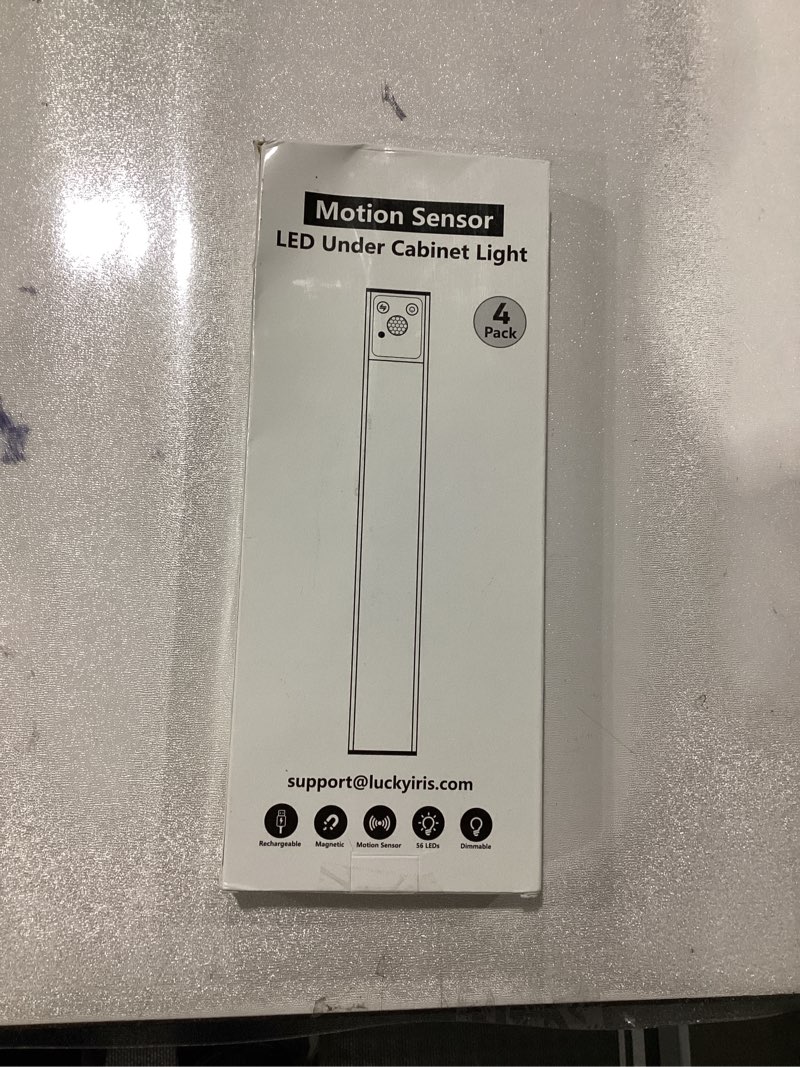 Motion Sensor
LED Under Cabinet Light
4
Pack
support@luckyiris.com
Rechargeable Magnetic Motion Sensor 56 LEDs Dimmable